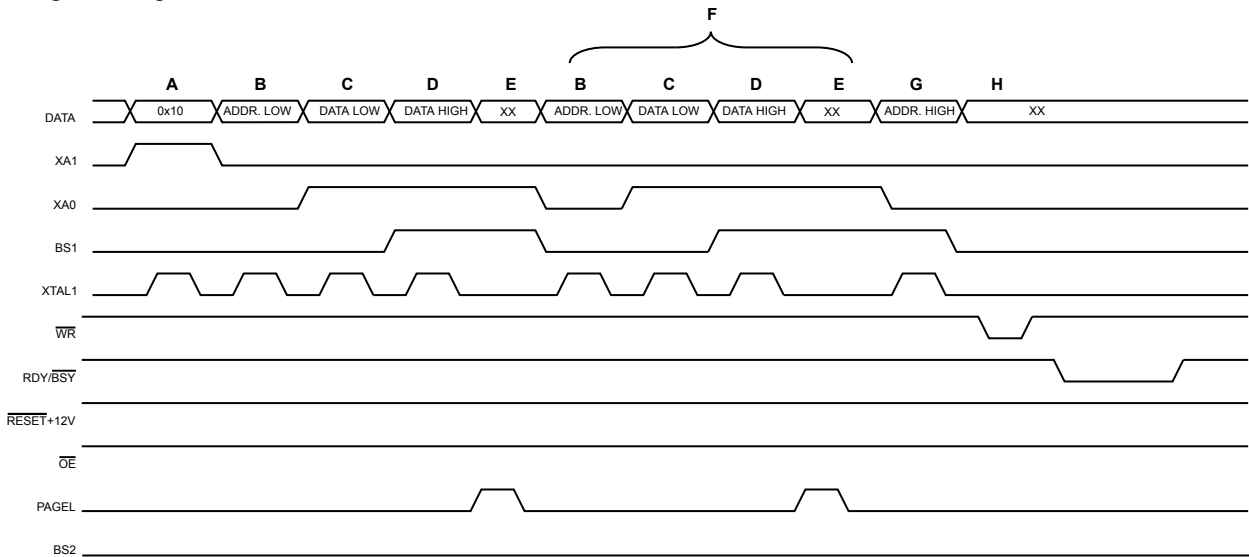 F
A B C D E B C D E G H
DATA 0x10 ADDR. LOW DATA LOW DATA HIGH XX ADDR. LOW DATA LOW DATA HIGH XX ADDR. HIGH XX
XA1
XA0
BS1
XTAL1
WR
RDY/BSY
RESET+12V
OE
PAGEL
BS2